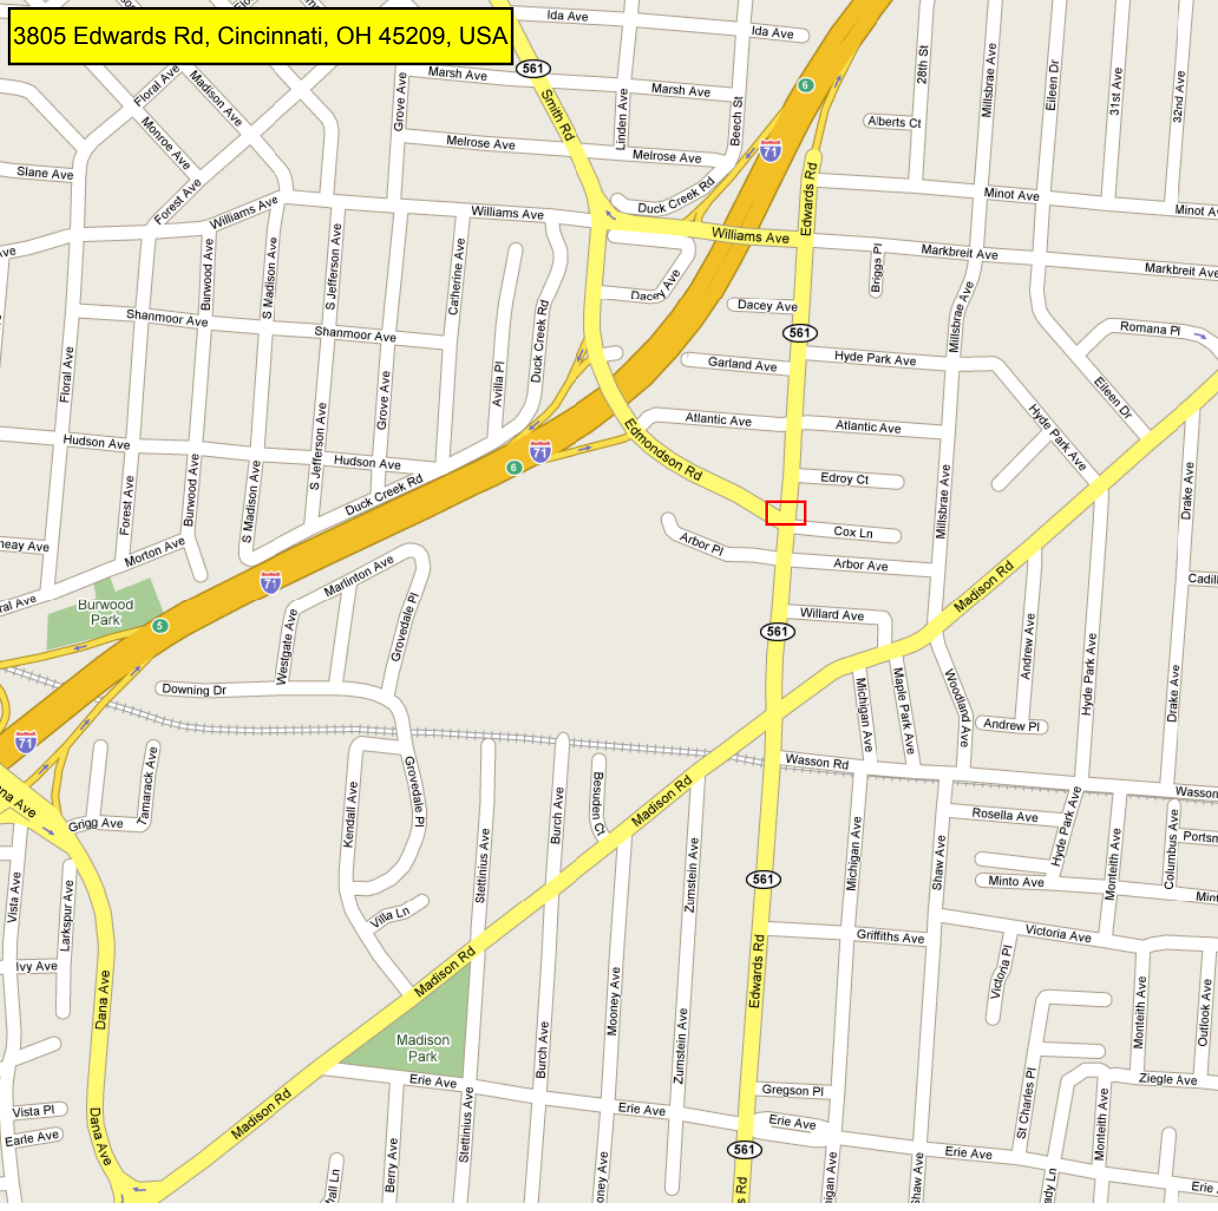 3805 Edwards Rd, Cincinnati, OH 45209, USA
Ida Ave
Ida Ave
561
Marsh Ave
Marsh Ave
6
28th St
Millsbrae Ave
Eileen Dr
31st Ave
32nd Ave
Floral Ave
Madison Ave
Monroe Ave
Grove Ave
Smith Rd
Linden Ave
Beech St
Alberts Ct
Melrose Ave
Melrose Ave
71
Slane Ave
Forest Ave
Williams Ave
Williams Ave
Duck Creek Rd
Edwards Rd
Minot Ave
Minot Av
Williams Ave
Markbreit Ave
Markbreit Ave
Burwood Ave
S Madison Ave
S Jefferson Ave
Catherine Ave
Dacey Ave
Briggs Pl
Dacey Ave
Shanmoor Ave
Shanmoor Ave
561
Millsbrae Ave
Romana Pl
Floral Ave
Grove Ave
Avilla Pl
Duck Creek Rd
Garland Ave
Hyde Park Ave
Eileen Dr
Hyde Park Ave
Atlantic Ave
Atlantic Ave
Hudson Ave
Hudson Ave
S Jefferson Ave
Edmondson Rd
71
6
Edroy Ct
Forest Ave
Burwood Ave
S Madison Ave
Duck Creek Rd
Millsbrae Ave
Drake Ave
Cox Ln
Arbor Pl
Arbor Ave
Morton Ave
Marlinton Ave
71
Madison Rd
Burwood
Park
5
Willard Ave
561
Westgate Ave
Grovedale Pl
Andrew Ave
Hyde Park Ave
Drake Ave
Downing Dr
Michigan Ave
Maple Park Ave
Woodland Ave
Andrew Pl
71
Wasson Rd
Wasson
Tamarack Ave
Grigg Ave
Kendall Ave
Grovedale Pl
Stettinius Ave
Burch Ave
Besuden Ct
Madison Rd
Zumstein Ave
561
Michigan Ave
Shaw Ave
Rosella Ave
Hyde Park Ave
Monteith Ave
Columbus Ave
Minto Ave
Vista Ave
Larkspur Ave
Villa Ln
Griffiths Ave
Victoria Ave
Ivy Ave
Dana Ave
Madison Rd
Mooney Ave
Edwards Rd
Victoria Pl
Monteith Ave
Outlook Ave
Madison
Park
Burch Ave
Zumstein Ave
Erie Ave
Erie Ave
Gregson Pl
Erie Ave
Erie Ave
St Charles Pl
Ziegle Ave
Monteith Ave
Vista Pl
Earle Ave
Dana Ave
Madison Rd
Berry Ave
Stettinius Ave
561
Erie